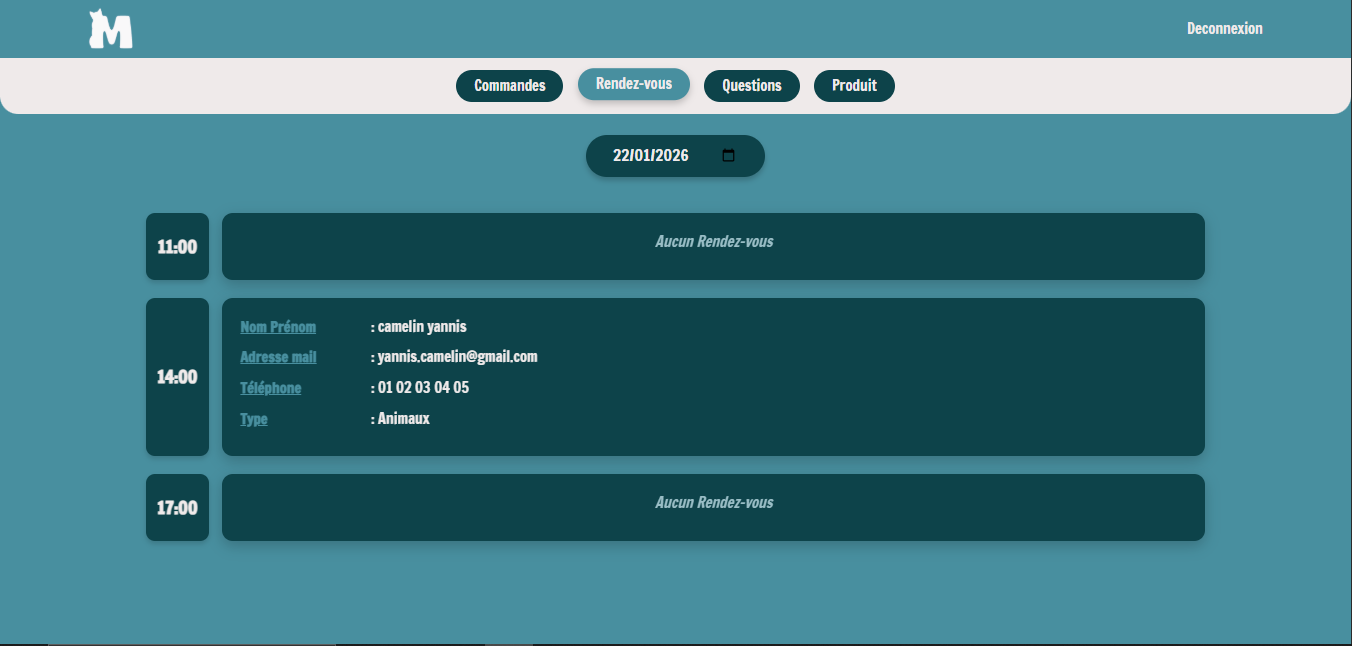 M
Deconnexion
Commandes
Rendez-vous
Questions
Produit
22/01/2026
11:00
Aucun Rendez-vous
14:00
Nom Prénom : camelin yannis
Adresse mail : yannis.camelin@gmail.com
Téléphone : 01 02 03 04 05
Type : Animaux
17:00
Aucun Rendez-vous